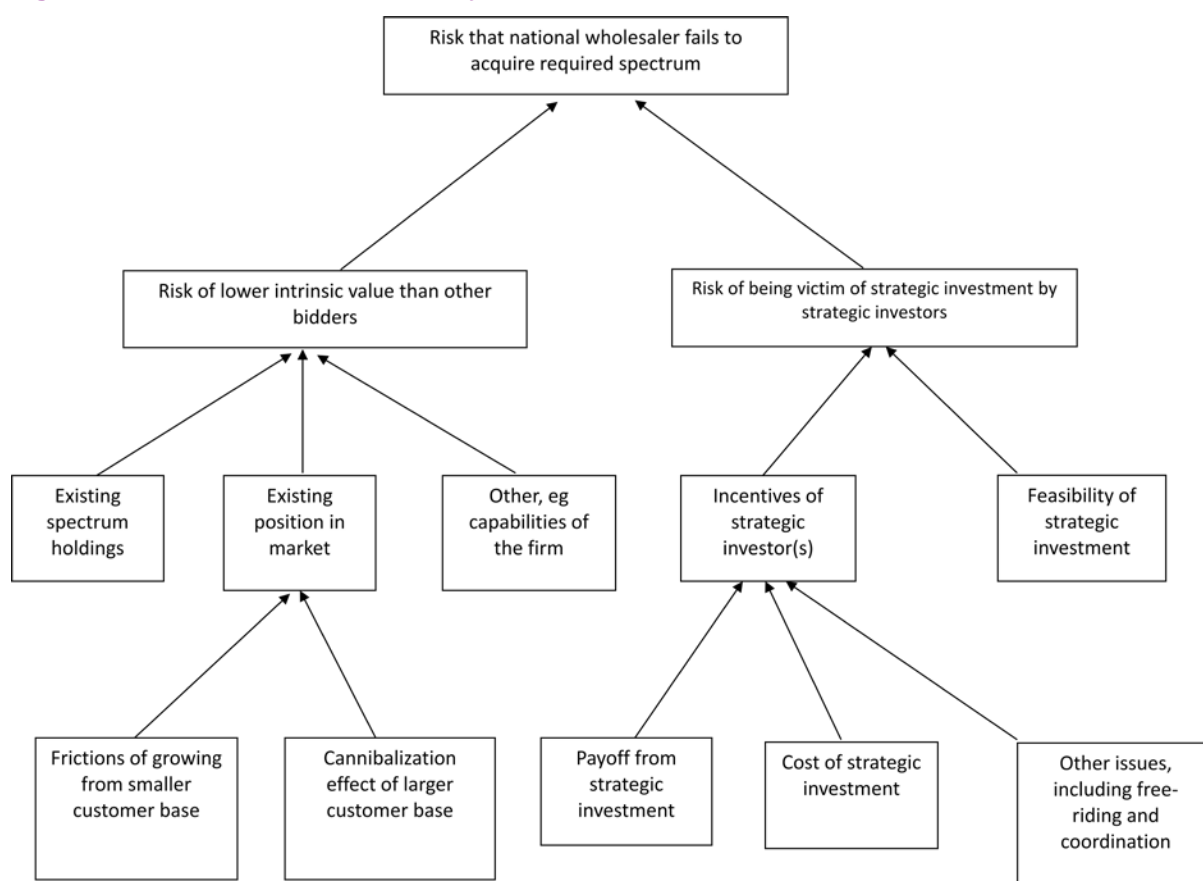 Risk that national wholesaler fails to
acquire required spectrum
Risk of lower intrinsic value than other
bidders
Risk of being victim of strategic investment by
strategic investors
Existing
spectrum
holdings
Existing
position in
market
Other, eg
capabilities of
the firm
Incentives of
strategic
investor(s)
Feasibility of
strategic
investment
Frictions of growing
from smaller
customer base
Cannibalization
effect of larger
customer base
Payoff from
strategic
investment
Cost of strategic
investment
Other issues,
including free-
riding and
coordination